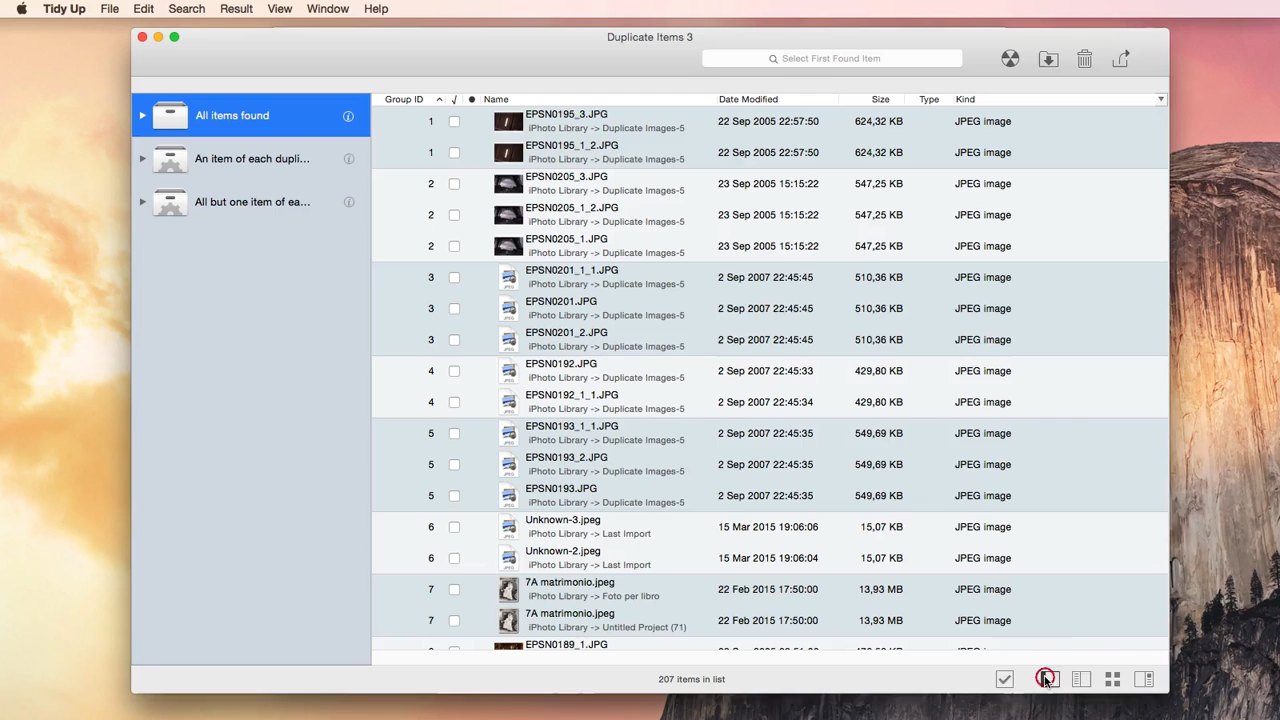 Tidy Up File Edit Search Result View Window Help
Duplicate Items 3
Select First Found Item
All items found
An item of each dupli...
All but one item of ea...
Group ID Name Date Modified Size Type Kind
1 EPSN0195_3.JPG 22 Sep 2005 22:57:50 624,32 KB JPEG image
iPhoto Library -> Duplicate Images-5
1 EPSN0195_1_2.JPG 22 Sep 2005 22:57:50 624,32 KB JPEG image
iPhoto Library -> Duplicate Images-5
2 EPSN0205_3.JPG 23 Sep 2005 15:15:22 547,25 KB JPEG image
iPhoto Library -> Duplicate Images-5
2 EPSN0205_1_2.JPG 23 Sep 2005 15:15:22 547,25 KB JPEG image
iPhoto Library -> Duplicate Images-5
2 EPSN0205_1.JPG 23 Sep 2005 15:15:22 547,25 KB JPEG image
iPhoto Library -> Duplicate Images-5
3 EPSN0201_1_1.JPG 2 Sep 2007 22:45:45 510,36 KB JPEG image
iPhoto Library -> Duplicate Images-5
3 EPSN0201.JPG 2 Sep 2007 22:45:45 510,36 KB JPEG image
iPhoto Library -> Duplicate Images-5
3 EPSN0201_2.JPG 2 Sep 2007 22:45:45 510,36 KB JPEG image
iPhoto Library -> Duplicate Images-5
4 EPSN0192.JPG 2 Sep 2007 22:45:33 429,80 KB JPEG image
iPhoto Library -> Duplicate Images-5
4 EPSN0192_1_1.JPG 2 Sep 2007 22:45:34 429,80 KB JPEG image
iPhoto Library -> Duplicate Images-5
5 EPSN0193_1_1.JPG 2 Sep 2007 22:45:35 549,69 KB JPEG image
iPhoto Library -> Duplicate Images-5
5 EPSN0193_2.JPG 2 Sep 2007 22:45:35 549,69 KB JPEG image
iPhoto Library -> Duplicate Images-5
5 EPSN0193.JPG 2 Sep 2007 22:45:35 549,69 KB JPEG image
iPhoto Library -> Duplicate Images-5
6 Unknown-3.jpeg 15 Mar 2015 19:06:06 15,07 KB JPEG image
iPhoto Library -> Last Import
6 Unknown-2.jpeg 15 Mar 2015 19:06:04 15,07 KB JPEG image
iPhoto Library -> Last Import
7 7A matrimonio.jpeg 22 Feb 2015 17:50:00 13,93 MB JPEG image
iPhoto Library -> Foto per libro
7 7A matrimonio.jpeg 22 Feb 2015 17:50:00 13,93 MB JPEG image
iPhoto Library -> Untitled Project (71)
EPSN0189_1.JPG
207 items in list